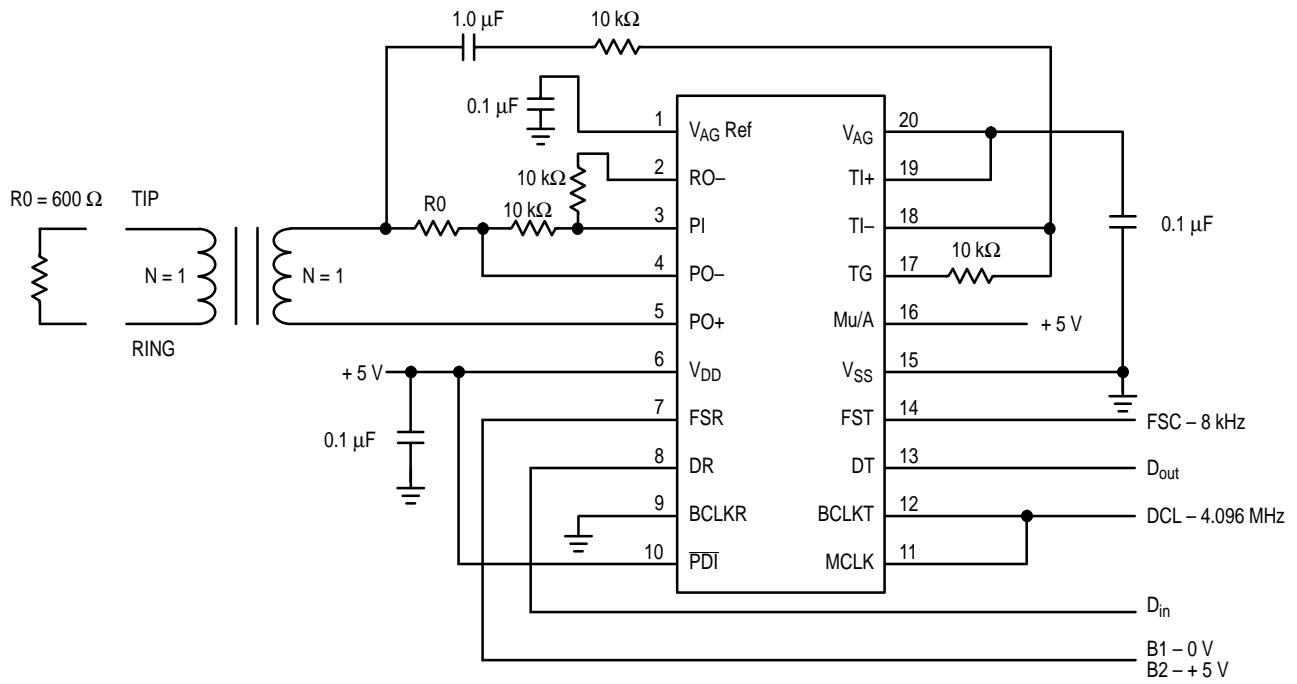 1.0 μF
10 kΩ
0.1 μF
1
VAG Ref
VAG
20
2
RO–
TI+
19
10 kΩ
R0 = 600 Ω
TIP
R0
10 kΩ
3
PI
TI–
18
0.1 μF
10 kΩ
4
PO–
TG
17
N = 1
N = 1
5
PO+
Mu/A
16
+ 5 V
RING
+ 5 V
6
VDD
VSS
15
7
FSR
FST
14
FSC – 8 kHz
0.1 μF
8
DR
DT
13
Dout
9
BCLKR
BCLKT
12
DCL – 4.096 MHz
10
PDI
MCLK
11
Din
B1 – 0 V
B2 – + 5 V